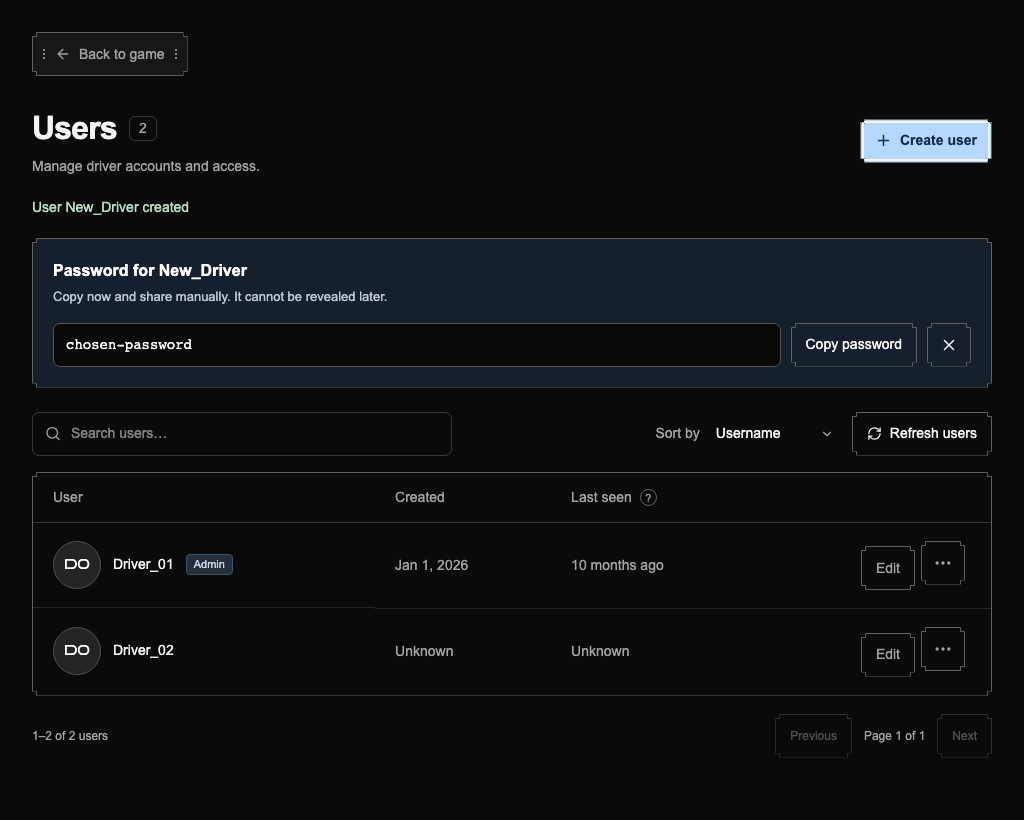 Back to game
Users 2
Create user
Manage driver accounts and access.
User New_Driver created
Password for New_Driver
Copy now and share manually. It cannot be revealed later.
chosen-password
Copy password
Search users...
Sort by Username
Refresh users
User Created Last seen ?
DO Driver_01 Admin Jan 1, 2026 10 months ago Edit
DO Driver_02 Unknown Unknown Edit
1–2 of 2 users
Previous Page 1 of 1 Next